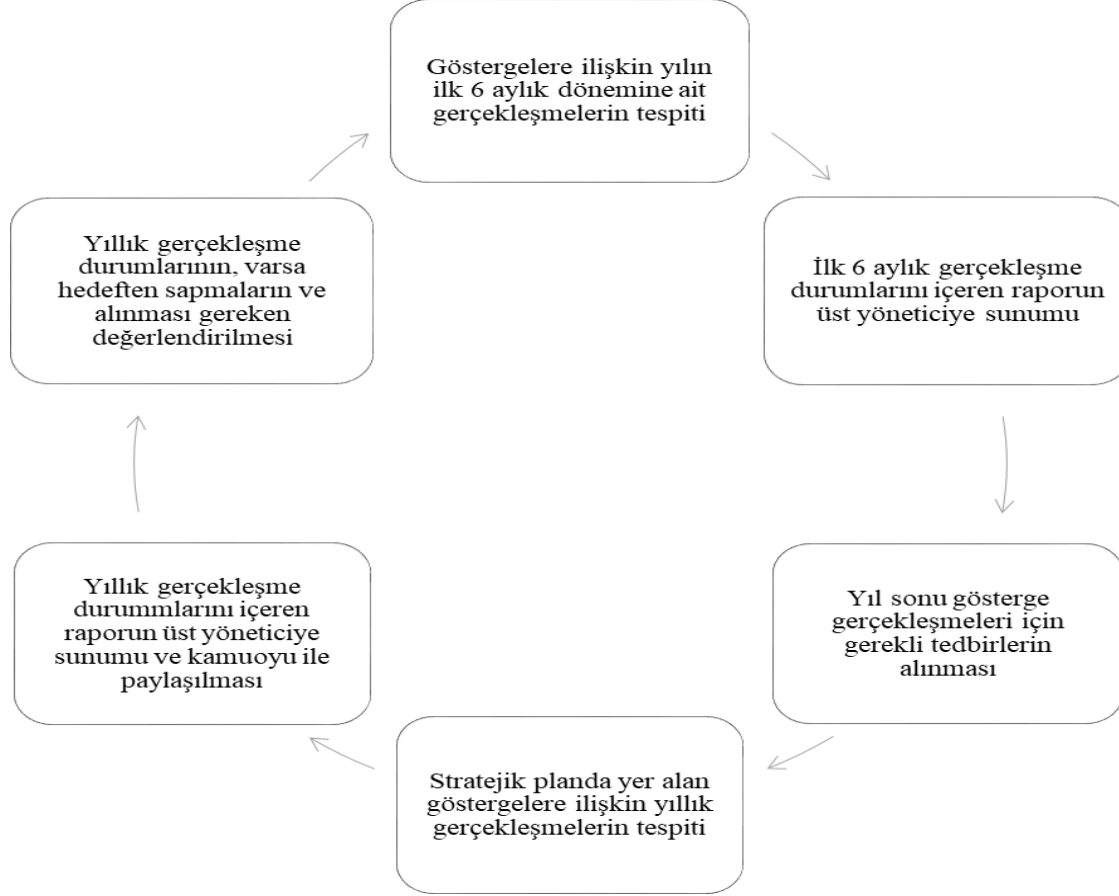 Göstergelere ilişkin yılın
ilk 6 aylık dönemine ait
gerçekleşmelerin tespiti
İlk 6 aylık gerçekleşme
durumlarını içeren raporun
üst yöneticiye sunumu
Yıl sonu gösterge
gerçekleşmeleri için
gerekli tedbirlerin
alınması
Stratejik planda yer alan
göstergelere ilişkin yıllık
gerçekleşmelerin tespiti
Yıllık gerçekleşme
durummlarını içeren
raporun üst yöneticiye
sunumu ve kamuoyu ile
paylaşılması
Yıllık gerçekleşme
durumlarının, varsa
hedeften sapmaların ve
alınması gereken
değerlendirilmesi